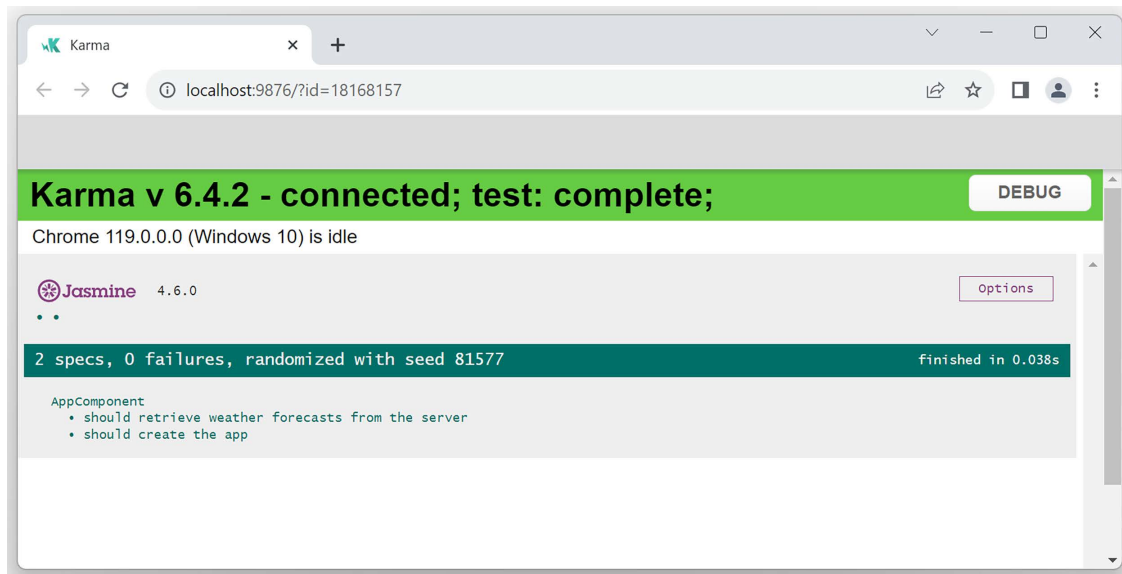 Karma
localhost:9876/?id=18168157
Karma v 6.4.2 - connected; test: complete;
DEBUG
Chrome 119.0.0.0 (Windows 10) is idle
Jasmine 4.6.0
Options
2 specs, 0 failures, randomized with seed 81577
finished in 0.038s
AppComponent
• should retrieve weather forecasts from the server
• should create the app